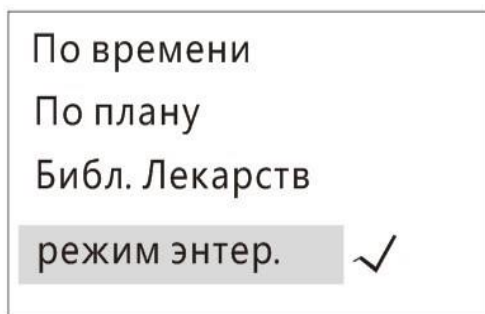 По времени
По плану
Библ. Лекарств
режим энтер.